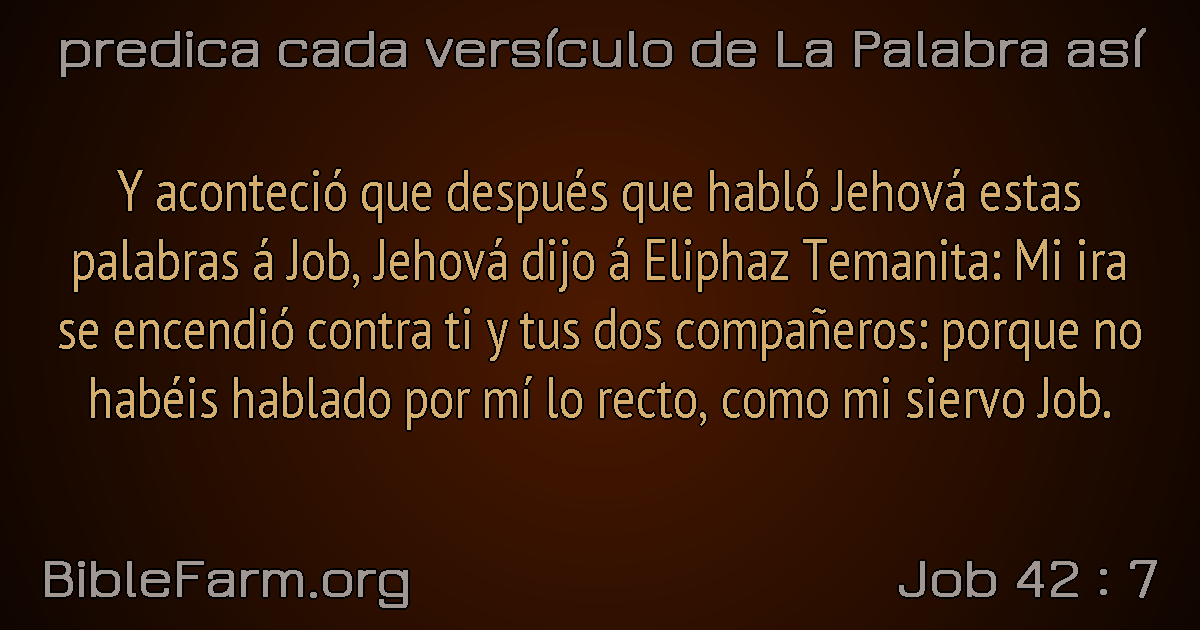 predica cada versículo de La Palabra así
Y aconteció que después que habló Jehová estas
palabras á Job, Jehová dijo á Eliphaz Temanita: Mi ira
se encendió contra ti y tus dos compañeros: porque no
habéis hablado por mí lo recto, como mi siervo Job.
BibleFarm.org
Job 42 : 7